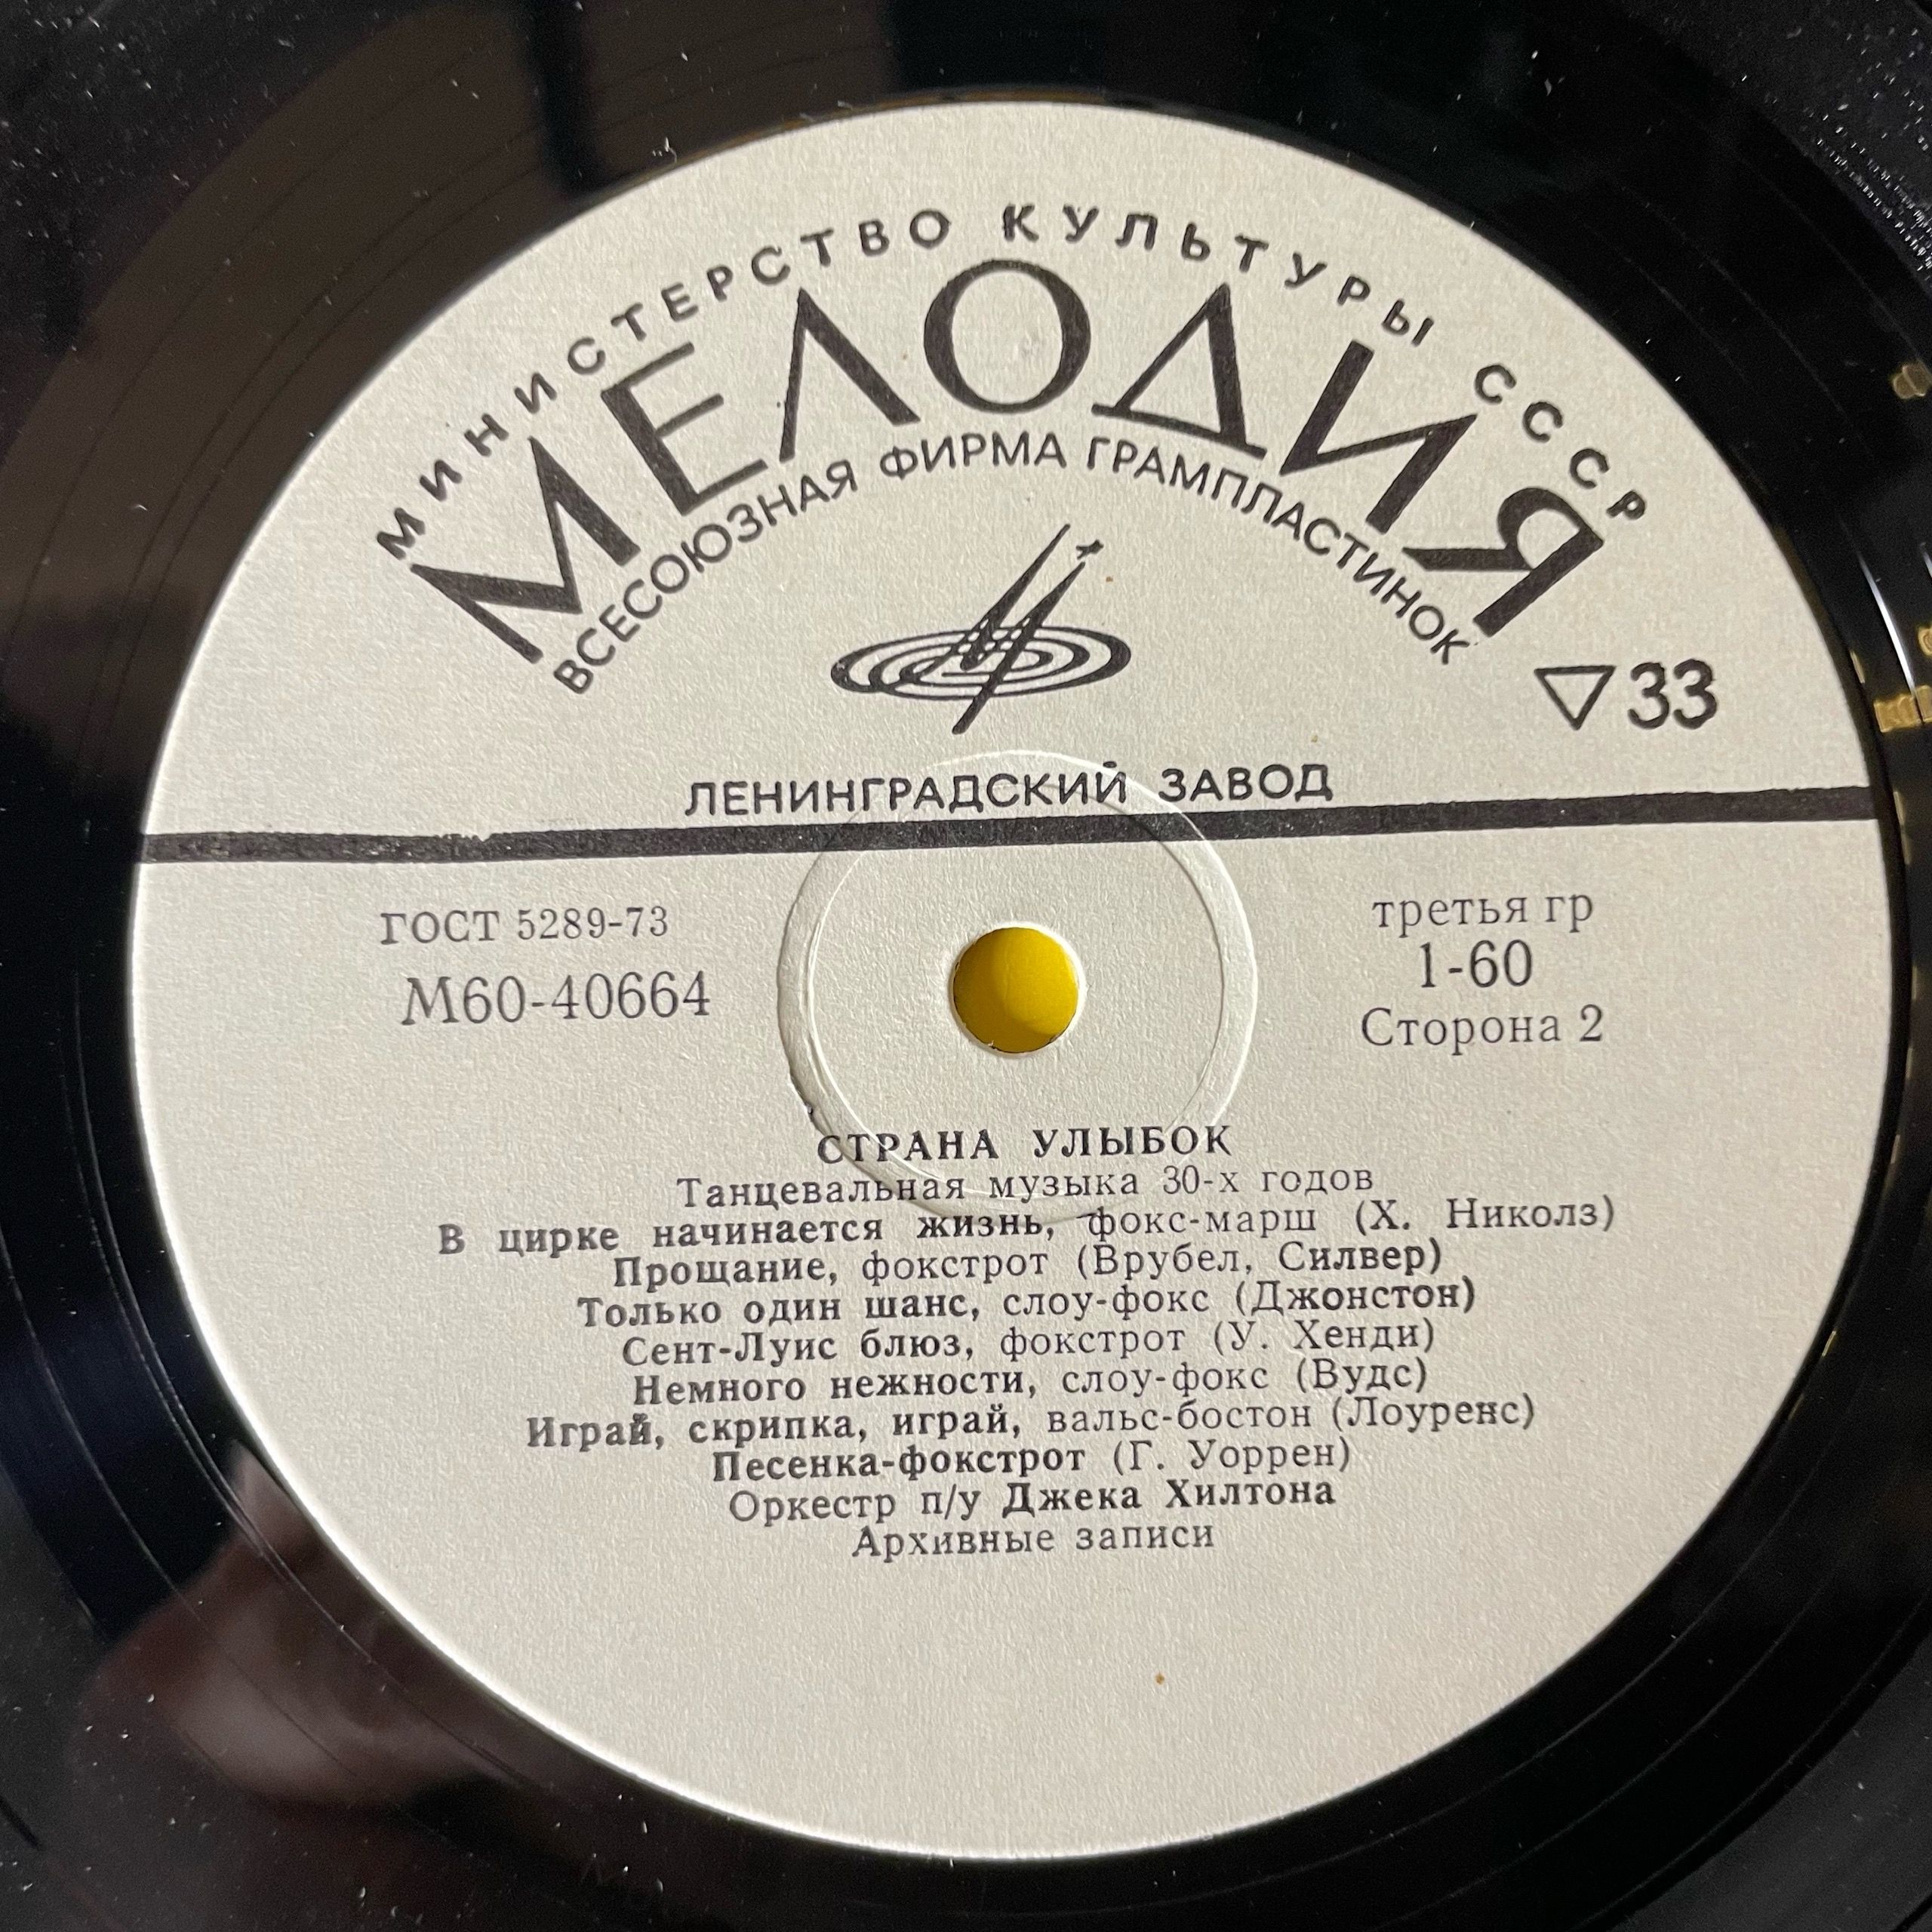 МИНИСТЕРСТВО КУЛЬТУРЫ СССР
МЕЛОДИЯ
ВСЕСОЮЗНАЯ ФИРМА ГРАМПЛАСТИНОК
▽33
ЛЕНИНГРАДСКИЙ ЗАВОД
ГОСТ 5289-73
М60-40664
третья гр
1-60
Сторона 2
СТРАНА УЛЫБОК
Танцевальная музыка 30-х годов
В цирке начинается жизнь, фокс-марш (Х. Николз)
Прощание, фокстрот (Врубел, Силвер)
Только один шанс, слоу-фокс (Джонстон)
Сент-Луис блюз, фокстрот (У. Хенди)
Немного нежности, слоу-фокс (Вудс)
Играй, скрипка, играй, вальс-бостон (Лоуренс)
Песенка-фокстрот (Г. Уоррен)
Оркестр п/у Джека Хилтона
Архивные записи